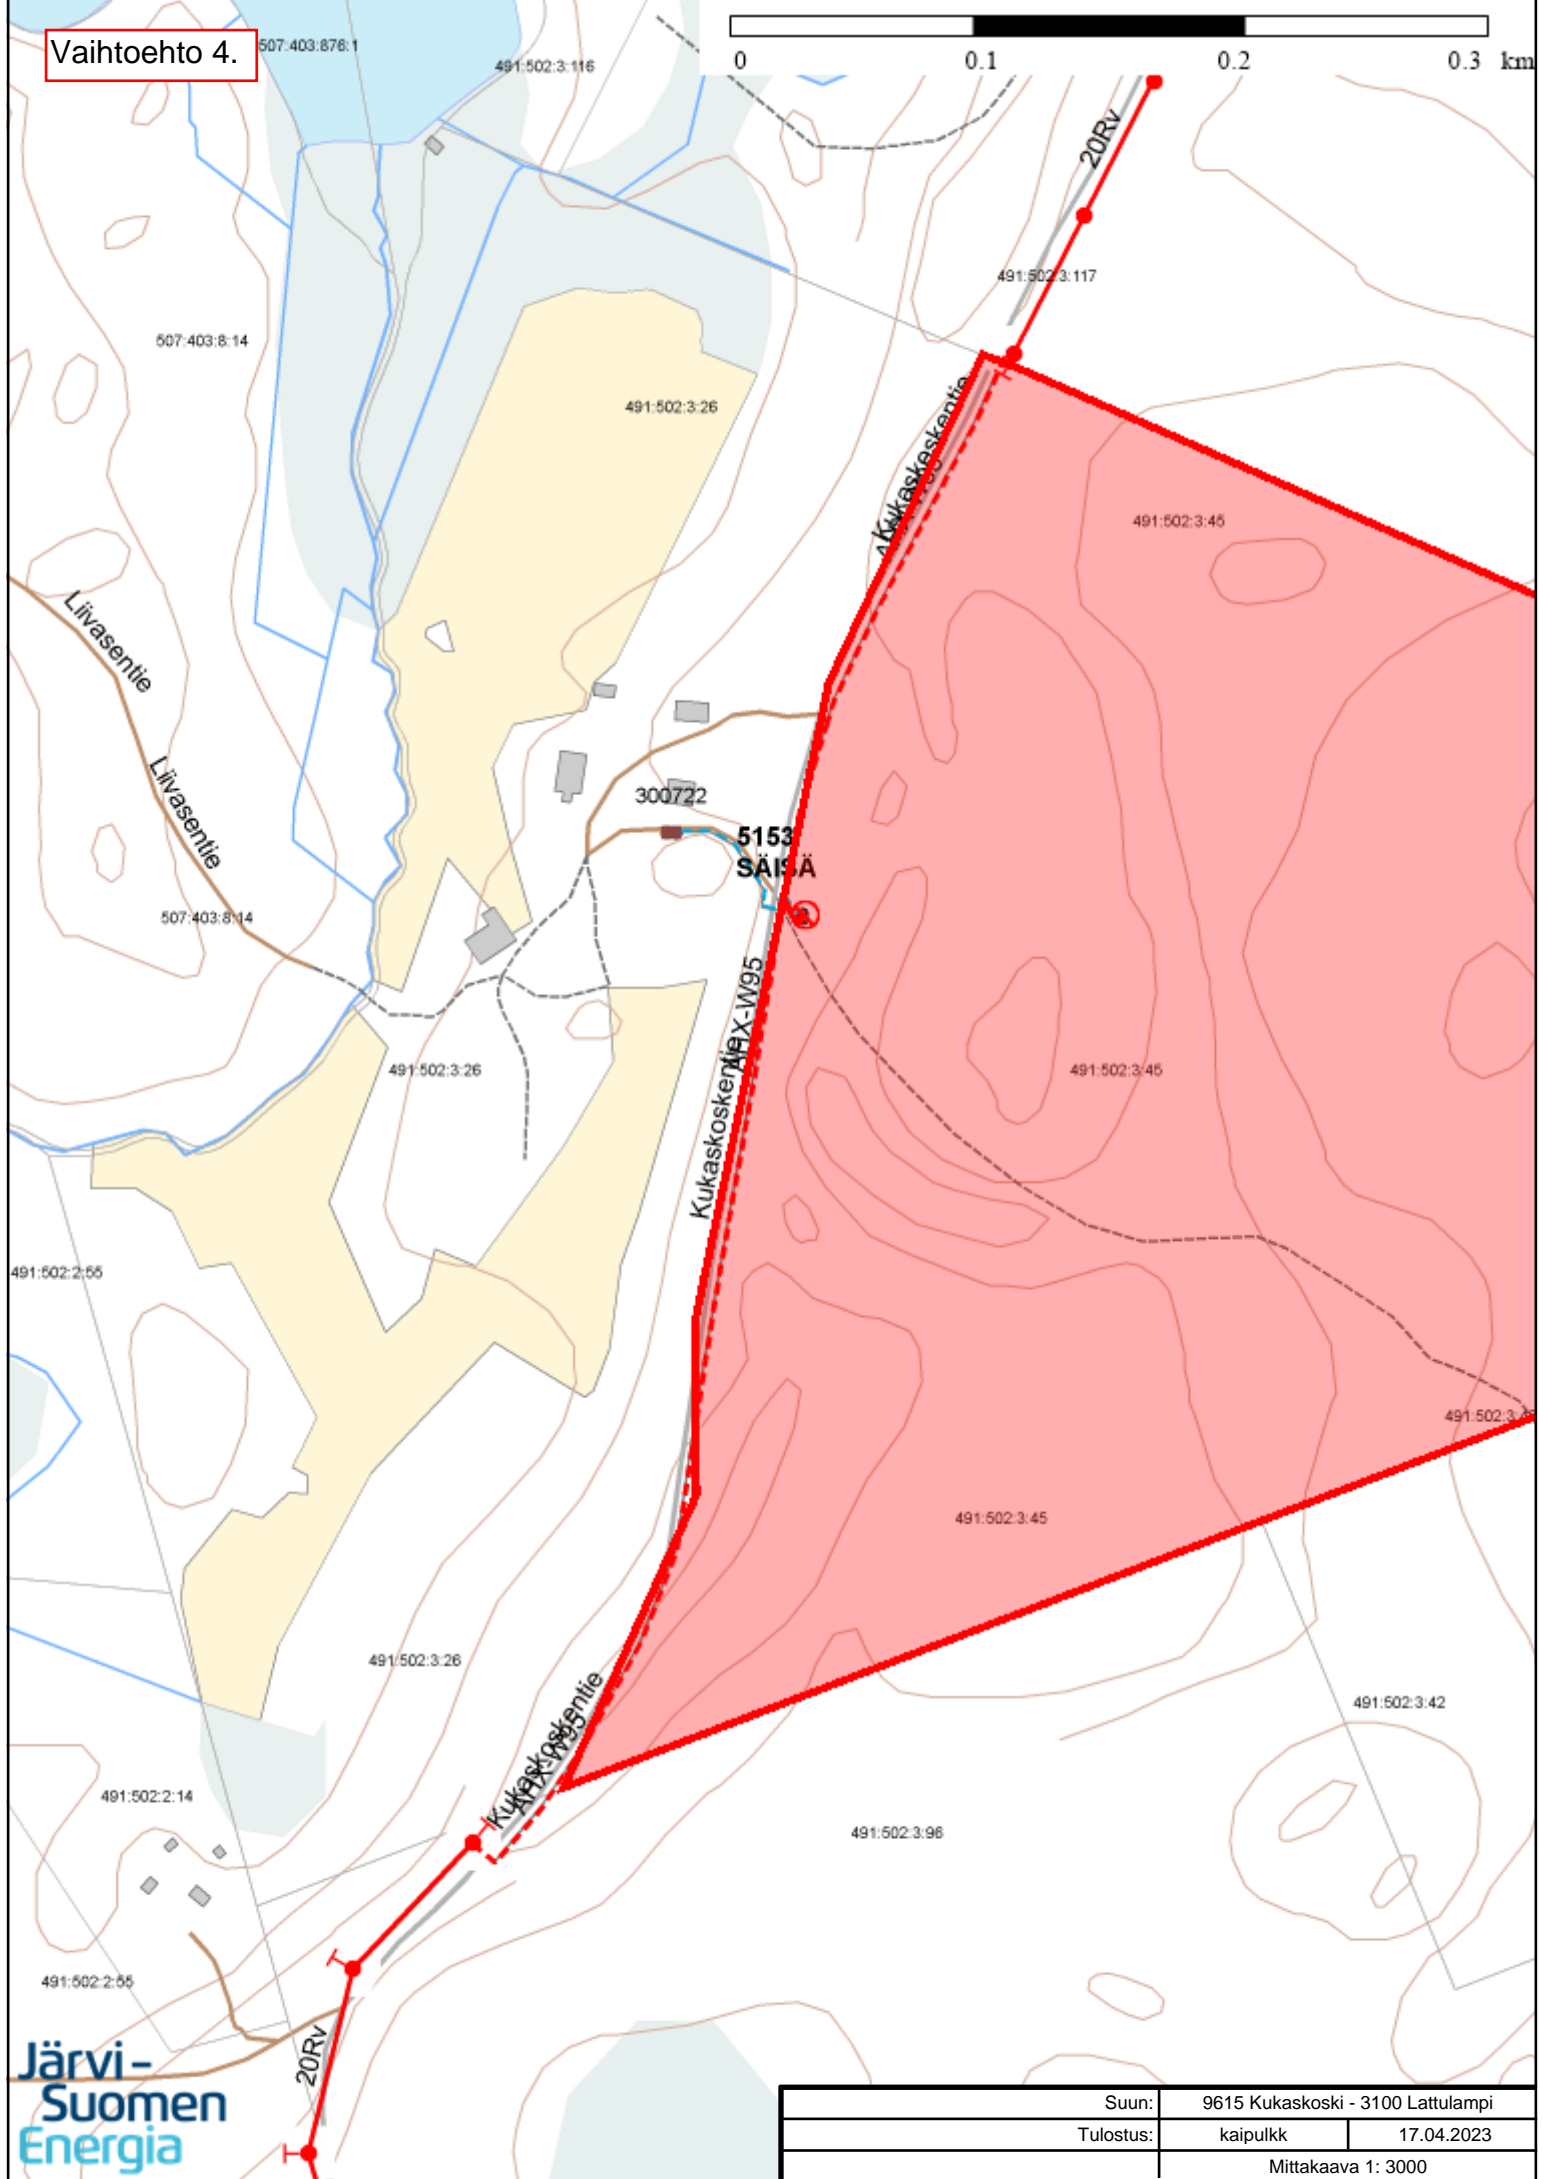 Vaihtoehto 4.
507:403:876:1
491:502:3:116
0 0.1 0.2 0.3 km
20Rv
491:502:3:117
507:403:8:14
491:502:3:26
Kukaskoskentie
491:502:3:45
Liivasentie
Liivasentie
300722
5153
SÄISÄ
507:403:8:14
AHX-W95
Kukaskoskentie
491:502:3:26
491:502:3:45
491:502:2:55
491:502:3:45
491:502:3:26
Kukaskoskentie
AHX-W95
491:502:3:42
491:502:2:14
491:502:3:96
491:502:2:55
20Rv
Järvi-
Suomen
Energia
Suun: 9615 Kukaskoski - 3100 Lattulampi
Tulostus: kaipulkk 17.04.2023
Mittakaava 1: 3000